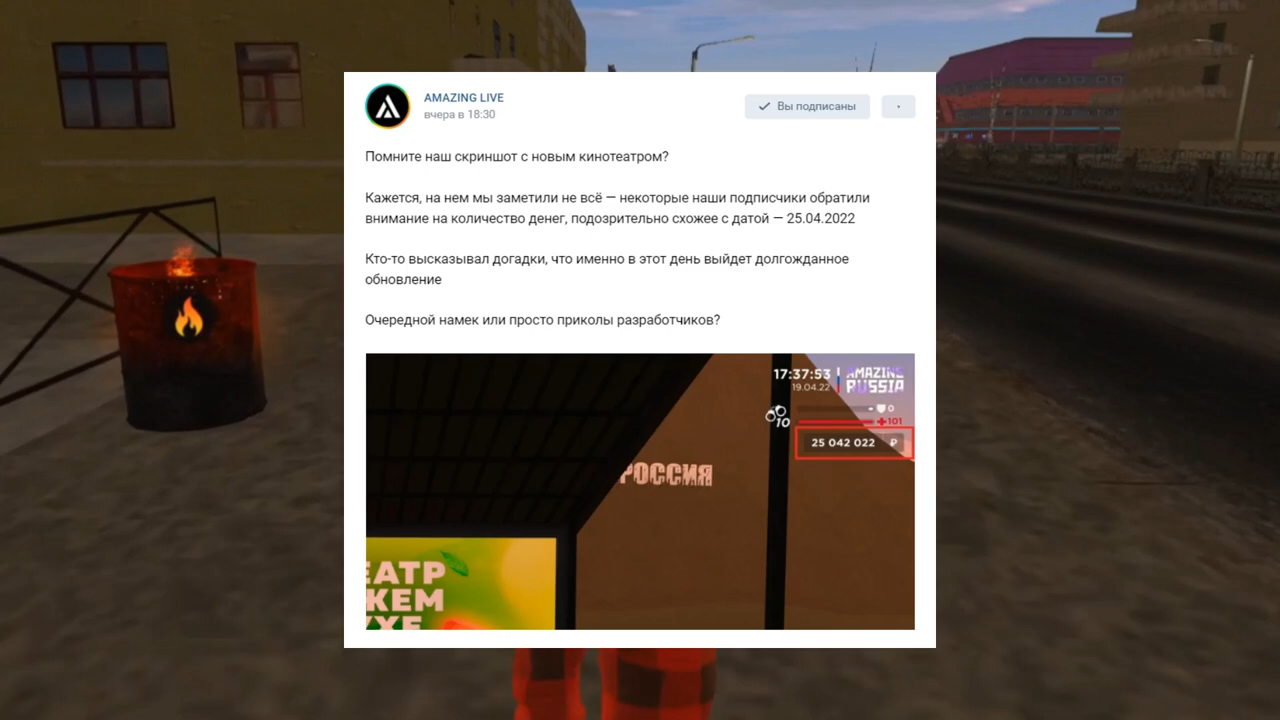 AMAZING LIVE
вчера в 18:30
Вы подписаны
Помните наш скриншот с новым кинотеатром?
Кажется, на нем мы заметили не всё — некоторые наши подписчики обратили
внимание на количество денег, подозрительно схожее с датой — 25.04.2022
Кто-то высказывал догадки, что именно в этот день выйдет долгожданное
обновление
Очередной намек или просто приколы разработчиков?
17:37:53
19.04.22
AMAZING
RUSSIA
0
10
101
25 042 022 ₽
РОССИЯ
ЕАТР
ЖЕМ
УХЕ